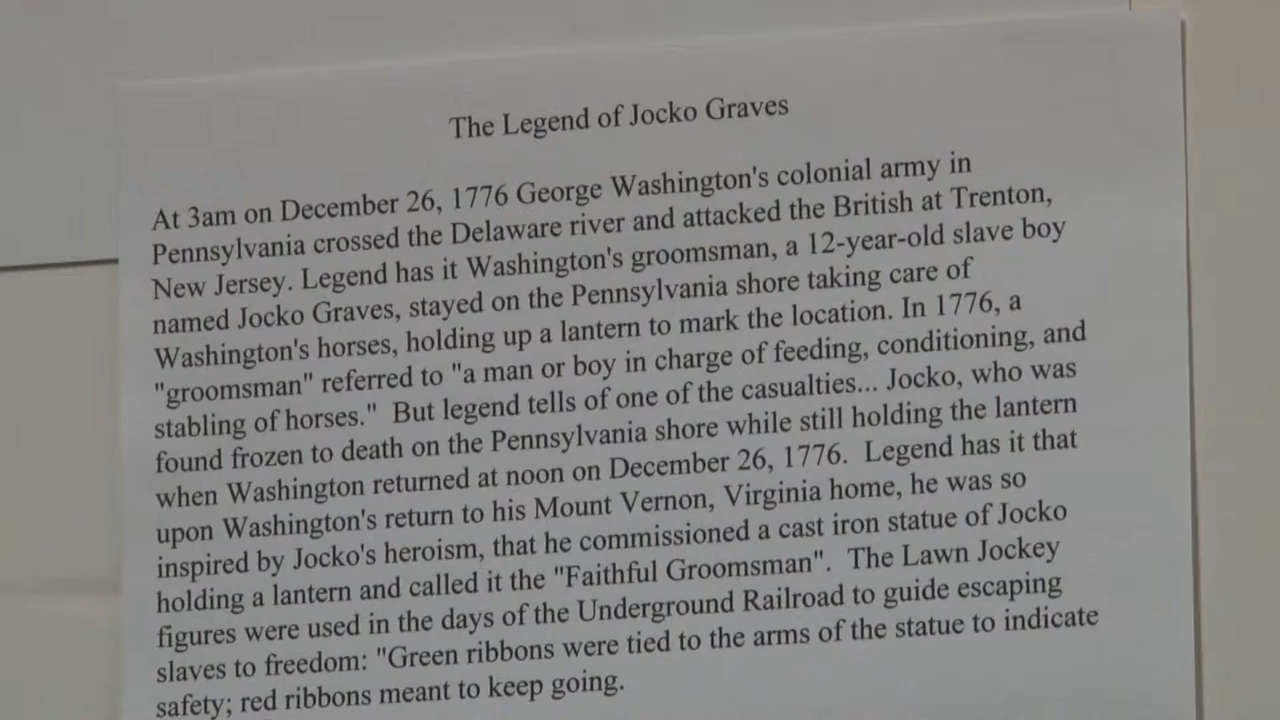 The Legend of Jocko Graves
At 3am on December 26, 1776 George Washington's colonial army in
Pennsylvania crossed the Delaware river and attacked the British at Trenton,
New Jersey. Legend has it Washington's groomsman, a 12-year-old slave boy
named Jocko Graves, stayed on the Pennsylvania shore taking care of
Washington's horses, holding up a lantern to mark the location. In 1776, a
"groomsman" referred to "a man or boy in charge of feeding, conditioning, and
stabling of horses."  But legend tells of one of the casualties... Jocko, who was
found frozen to death on the Pennsylvania shore while still holding the lantern
when Washington returned at noon on December 26, 1776.  Legend has it that
upon Washington's return to his Mount Vernon, Virginia home, he was so
inspired by Jocko's heroism, that he commissioned a cast iron statue of Jocko
holding a lantern and called it the "Faithful Groomsman".  The Lawn Jockey
figures were used in the days of the Underground Railroad to guide escaping
slaves to freedom: "Green ribbons were tied to the arms of the statue to indicate
safety; red ribbons meant to keep going.